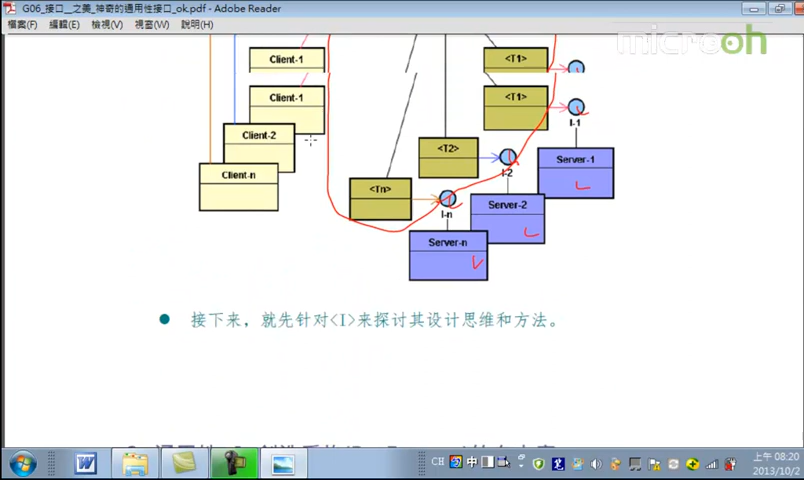 G06_接口__之美_神奇的通用性接口_ok.pdf - Adobe Reader
檔案(F) 編輯(E) 檢視(V) 視窗(W) 說明(H)
microoh
Client-1
<T1>
Client-1
<T1>
I-1
Client-2
<T2>
I-2
Server-1
Client-n
<Tn>
I-n
Server-2
Server-n
接下来，就先针对<I>来探讨其设计思维和方法。
CH
中
上午 08:20
2013/10/2